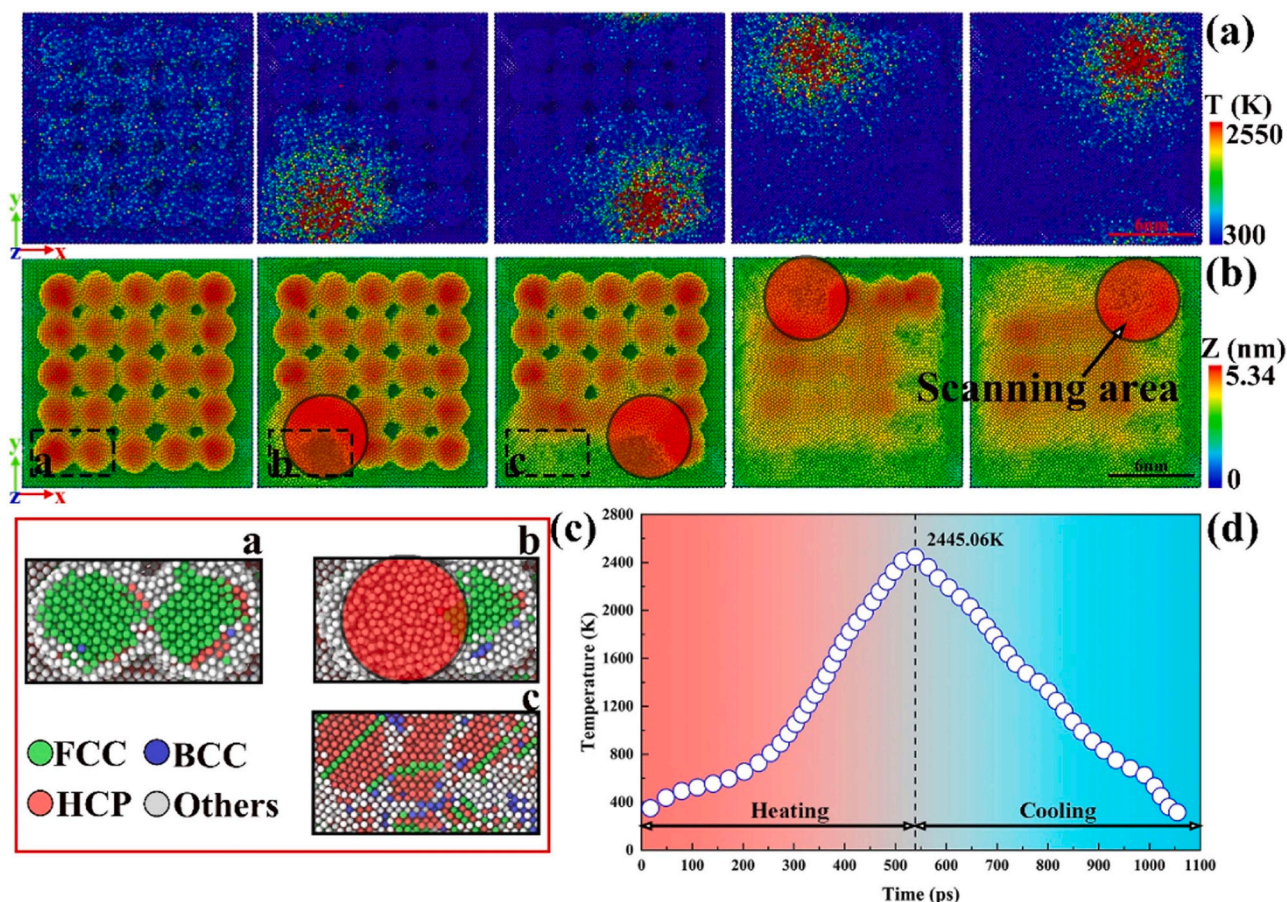 (a)
T (K)
2550
300
6nm
y
z x
(b)
Z (nm)
5.34
0
Scanning area
6nm
a
b
c
y
z x
(c)
a
b
c
FCC
BCC
HCP
Others
(d)
2800
2400
2000
1600
1200
800
400
0
Temperature (K)
2445.06K
Heating
Cooling
0 100 200 300 400 500 600 700 800 900 1000 1100
Time (ps)